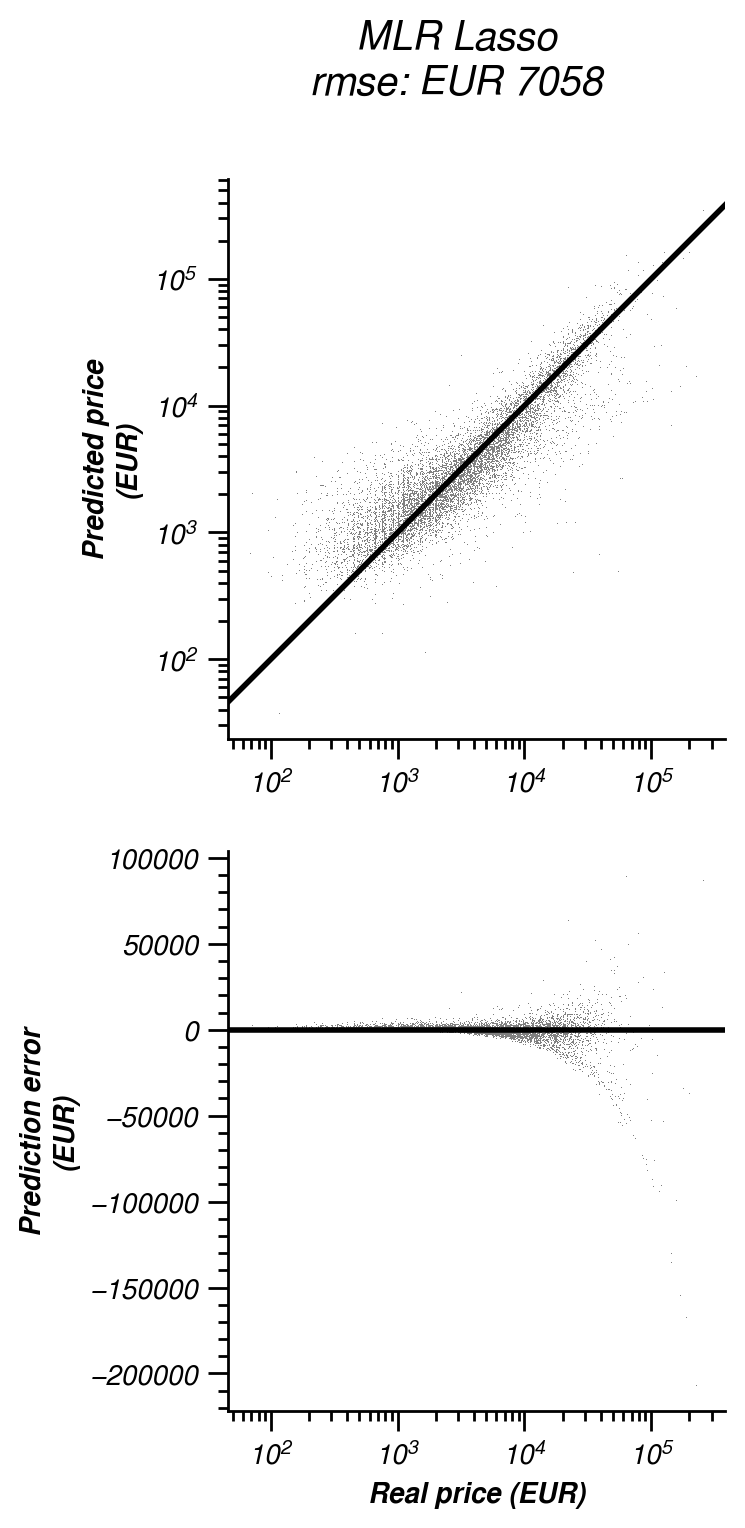 MLR Lasso
rmse: EUR 7058
10⁵
10⁴
10³
10²
Predicted price
(EUR)
10² 10³ 10⁴ 10⁵
100000
50000
0
−50000
−100000
−150000
−200000
Prediction error
(EUR)
10² 10³ 10⁴ 10⁵
Real price (EUR)